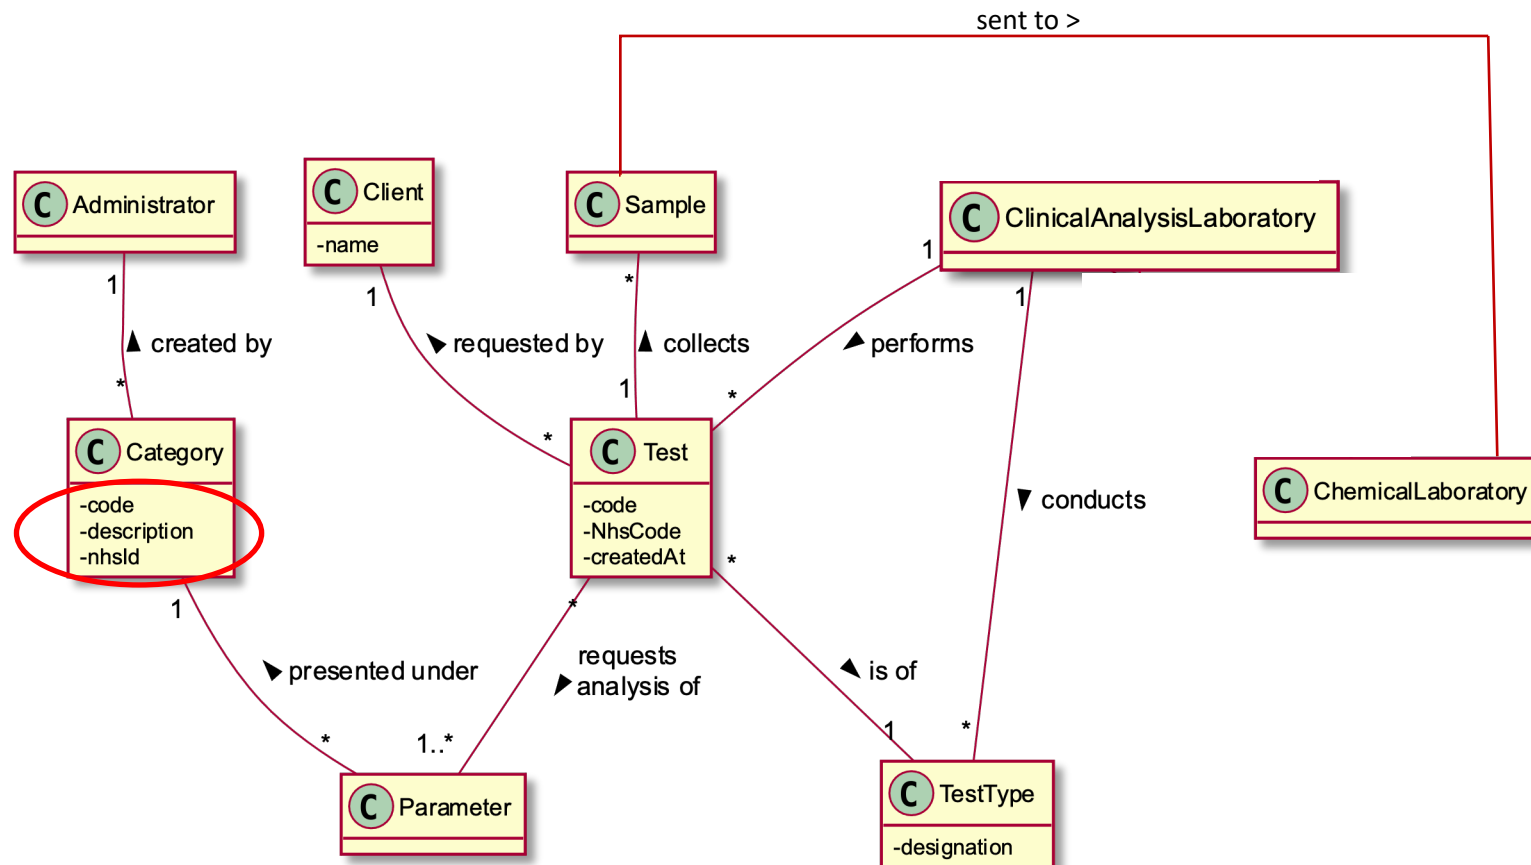 sent to >
C Administrator
C Client
-name
C Sample
C ClinicalAnalysisLaboratory
1
1
*
1
1
created by
requested by
collects
performs
*
*
1
*
C Category
-code
-description
-nhsId
C Test
-code
-NhsCode
-createdAt
C ChemicalLaboratory
conducts
1
*
*
presented under
requests
analysis of
is of
*
1..*
1
*
C Parameter
C TestType
-designation